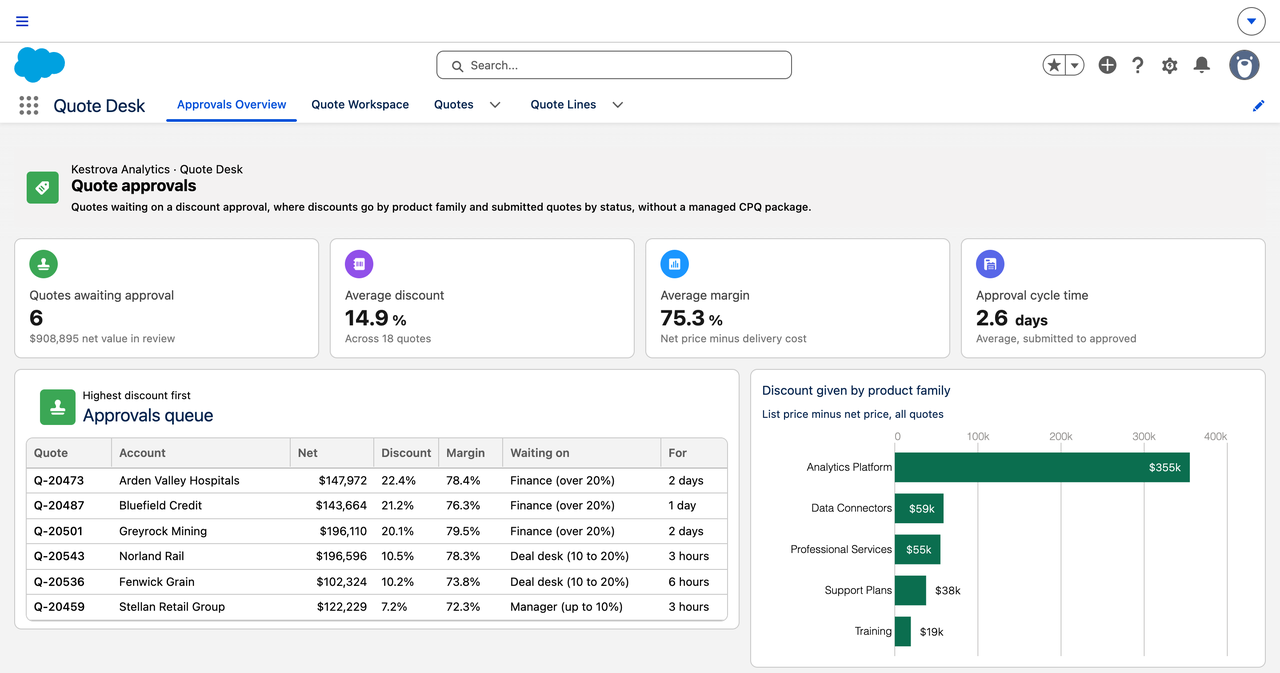 Search...
Quote Desk
Approvals Overview
Quote Workspace
Quotes
Quote Lines
Kestrova Analytics · Quote Desk
Quote approvals
Quotes waiting on a discount approval, where discounts go by product family and submitted quotes by status, without a managed CPQ package.
Quotes awaiting approval
6
$908,895 net value in review
Average discount
14.9 %
Across 18 quotes
Average margin
75.3 %
Net price minus delivery cost
Approval cycle time
2.6 days
Average, submitted to approved
Highest discount first
Approvals queue
Quote Account Net Discount Margin Waiting on For
Q-20473 Arden Valley Hospitals $147,972 22.4% 78.4% Finance (over 20%) 2 days
Q-20487 Bluefield Credit $143,664 21.2% 76.3% Finance (over 20%) 1 day
Q-20501 Greyrock Mining $196,110 20.1% 79.5% Finance (over 20%) 2 days
Q-20543 Norland Rail $196,596 10.5% 78.3% Deal desk (10 to 20%) 3 hours
Q-20536 Fenwick Grain $102,324 10.2% 73.8% Deal desk (10 to 20%) 6 hours
Q-20459 Stellan Retail Group $122,229 7.2% 72.3% Manager (up to 10%) 3 hours
Discount given by product family
List price minus net price, all quotes
0 100k 200k 300k 400k
Analytics Platform $355k
Data Connectors $59k
Professional Services $55k
Support Plans $38k
Training $19k